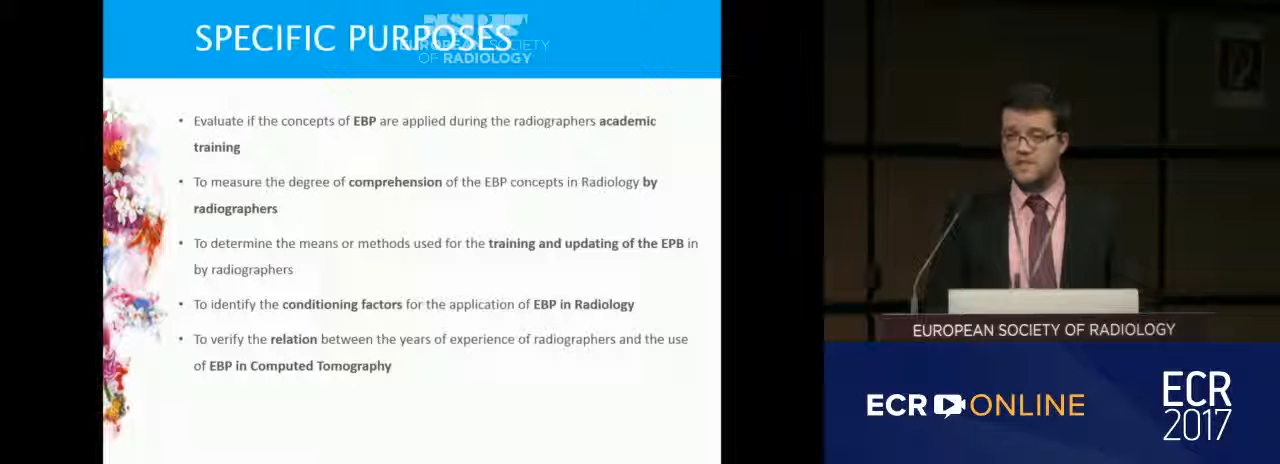 SPECIFIC PURPOSES
EUROPEAN SOCIETY
OF RADIOLOGY
• Evaluate if the concepts of EBP are applied during the radiographers academic
training
• To measure the degree of comprehension of the EBP concepts in Radiology by
radiographers
• To determine the means or methods used for the training and updating of the EPB in
by radiographers
• To identify the conditioning factors for the application of EBP in Radiology
• To verify the relation between the years of experience of radiographers and the use
of EBP in Computed Tomography
EUROPEAN SOCIETY OF RADIOLOGY
ECR ONLINE
ECR
2017